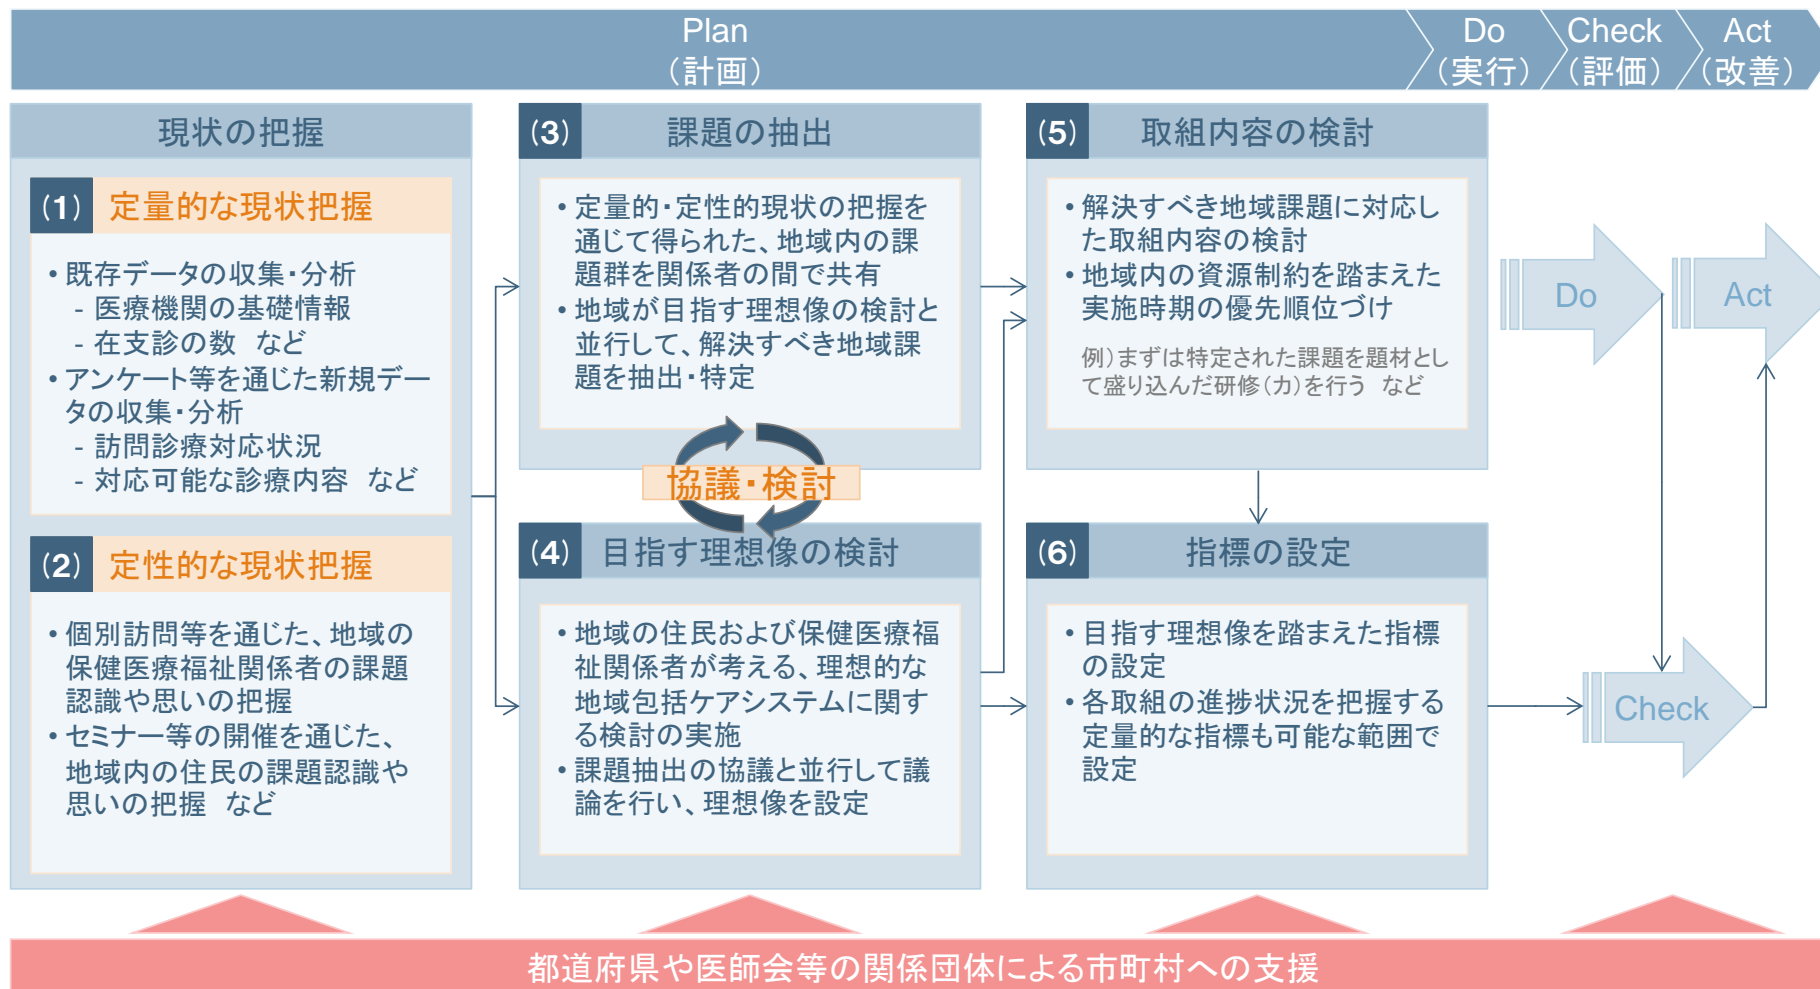 Plan
（計画）
Do
（実行）
Check
（評価）
Act
（改善）
現状の把握
(1) 定量的な現状把握
• 既存データの収集・分析
- 医療機関の基礎情報
- 在支診の数　など
• アンケート等を通じた新規デー
タの収集・分析
- 訪問診療対応状況
- 対応可能な診療内容　など
(2) 定性的な現状把握
• 個別訪問等を通じた、地域の
保健医療福祉関係者の課題
認識や思いの把握
• セミナー等の開催を通じた、
地域内の住民の課題認識や
思いの把握　など
(3) 課題の抽出
• 定量的・定性的現状の把握を
通じて得られた、地域内の課
題群を関係者の間で共有
• 地域が目指す理想像の検討と
並行して、解決すべき地域課
題を抽出・特定
協議・検討
(4) 目指す理想像の検討
• 地域の住民および保健医療福
祉関係者が考える、理想的な
地域包括ケアシステムに関す
る検討の実施
• 課題抽出の協議と並行して議
論を行い、理想像を設定
(5) 取組内容の検討
• 解決すべき地域課題に対応し
た取組内容の検討
• 地域内の資源制約を踏まえた
実施時期の優先順位づけ
例）まずは特定された課題を題材とし
て盛り込んだ研修（カ）を行う　など
(6) 指標の設定
• 目指す理想像を踏まえた指標
の設定
• 各取組の進捗状況を把握する
定量的な指標も可能な範囲で
設定
Do
Act
Check
都道府県や医師会等の関係団体による市町村への支援